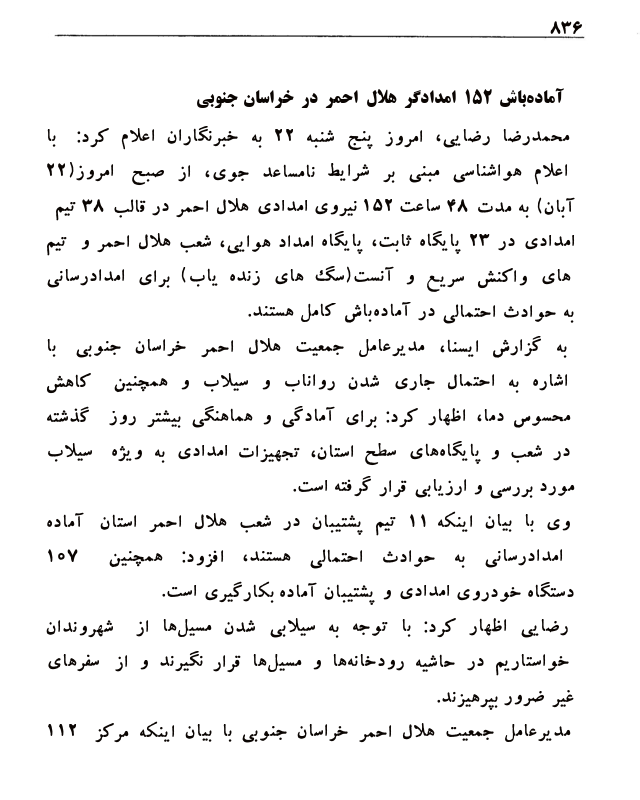 ۸۳۶
آماده‌باش ۱۵۲ امدادگر هلال احمر در خراسان جنوبی
محمدرضا رضایی، امروز پنج شنبه ۲۲ به خبرنگاران اعلام کرد: با
اعلام هواشناسی مبنی بر شرایط نامساعد جوی، از صبح امروز(۲۲
آبان) به مدت ۴۸ ساعت ۱۵۲ نیروی امدادی هلال احمر در قالب ۳۸ تیم
امدادی در ۲۳ پایگاه ثابت، پایگاه امداد هوایی، شعب هلال احمر و تیم
های واکنش سریع و آنست(سگ های زنده یاب) برای امدادرسانی
به حوادث احتمالی در آماده‌باش کامل هستند.
به گزارش ایسنا، مدیرعامل جمعیت هلال احمر خراسان جنوبی با
اشاره به احتمال جاری شدن رواناب و سیلاب و همچنین کاهش
محسوس دما، اظهار کرد: برای آمادگی و هماهنگی بیشتر روز گذشته
در شعب و پایگاه‌های سطح استان، تجهیزات امدادی به ویژه سیلاب
مورد بررسی و ارزیابی قرار گرفته است.
وی با بیان اینکه ۱۱ تیم پشتیبان در شعب هلال احمر استان آماده
امدادرسانی به حوادث احتمالی هستند، افزود: همچنین ۱۰۷
دستگاه خودروی امدادی و پشتیبان آماده بکارگیری است.
رضایی اظهار کرد: با توجه به سیلابی شدن مسیل‌ها از شهروندان
خواستاریم در حاشیه رودخانه‌ها و مسیل‌ها قرار نگیرند و از سفرهای
غیر ضرور بپرهیزند.
مدیرعامل جمعیت هلال احمر خراسان جنوبی با بیان اینکه مرکز ۱۱۲